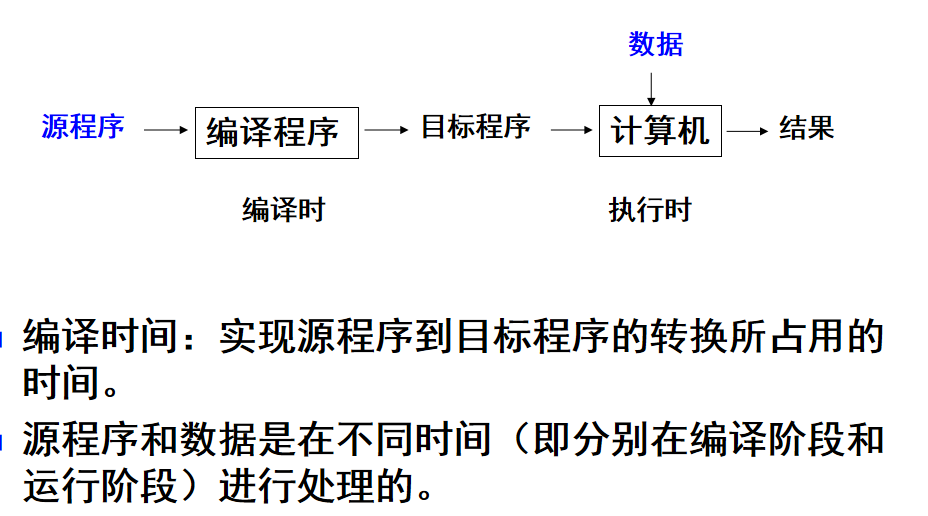 数据
源程序 编译程序 目标程序 计算机 结果
编译时 执行时
编译时间：实现源程序到目标程序的转换所占用的
时间。
源程序和数据是在不同时间（即分别在编译阶段和
运行阶段）进行处理的。